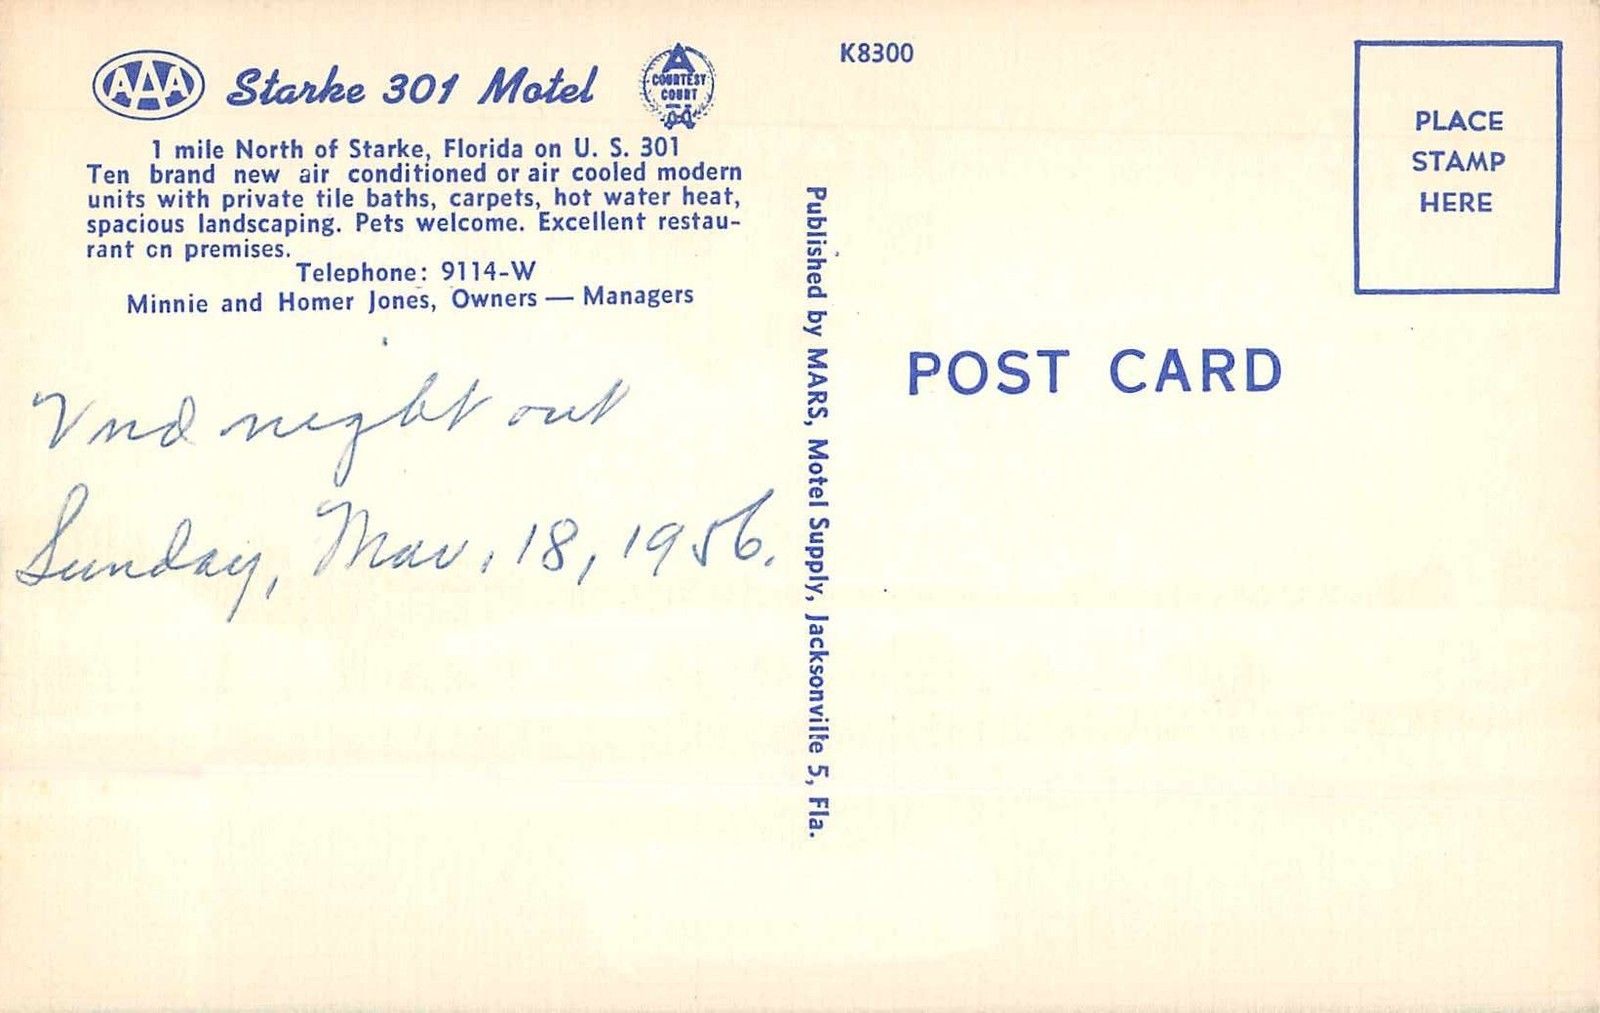 AAA Starke 301 Motel A COURTESY COURT
1 mile North of Starke, Florida on U. S. 301
Ten brand new air conditioned or air cooled modern
units with private tile baths, carpets, hot water heat,
spacious landscaping. Pets welcome. Excellent restau-
rant on premises.
Telephone: 9114-W
Minnie and Homer Jones, Owners — Managers
Vnd night out
Sunday, Mar, 18, 1956.
Published by MARS, Motel Supply, Jacksonville 5, Fla.
K8300
PLACE
STAMP
HERE
POST CARD